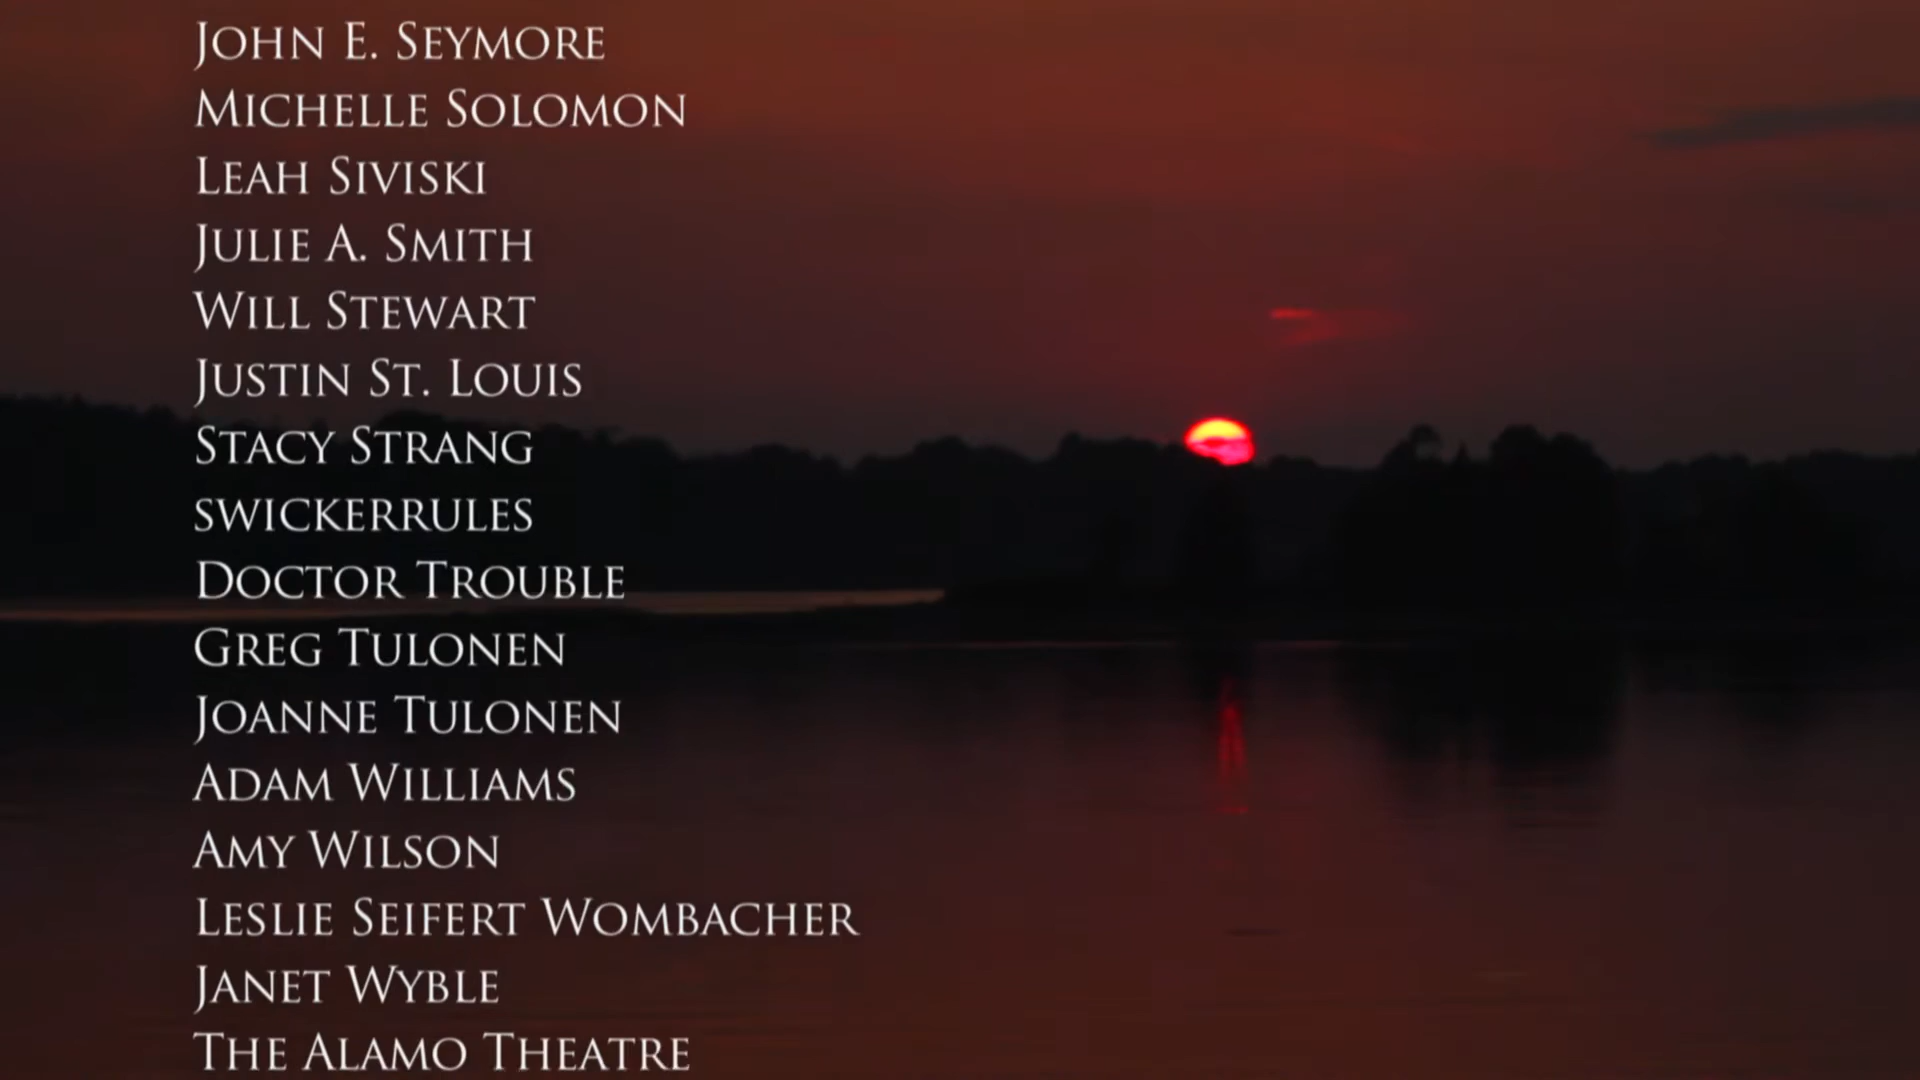 John E. Seymore
Michelle Solomon
Leah Siviski
Julie A. Smith
Will Stewart
Justin St. Louis
Stacy Strang
swickerrules
Doctor Trouble
Greg Tulonen
Joanne Tulonen
Adam Williams
Amy Wilson
Leslie Seifert Wombacher
Janet Wyble
The Alamo Theatre